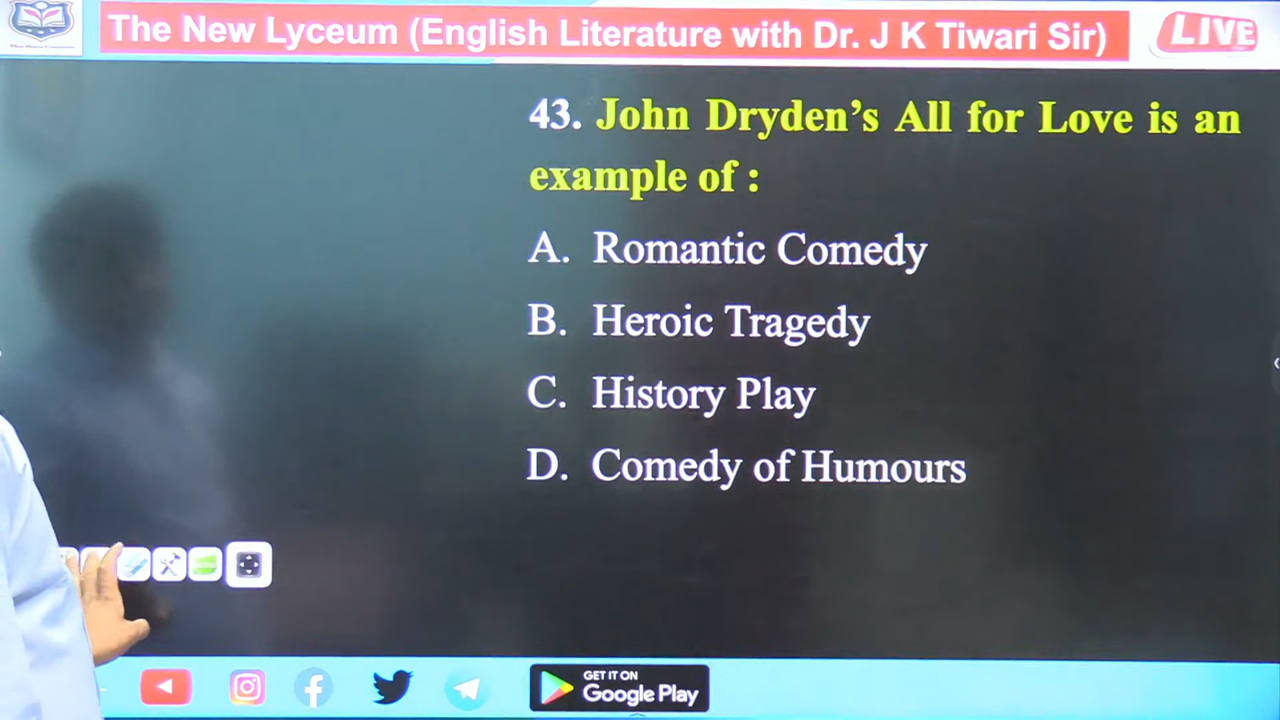 The New Lyceum (English Literature with Dr. J K Tiwari Sir)
LIVE
43. John Dryden’s All for Love is an
example of :
A. Romantic Comedy
B. Heroic Tragedy
C. History Play
D. Comedy of Humours
GET IT ON
Google Play